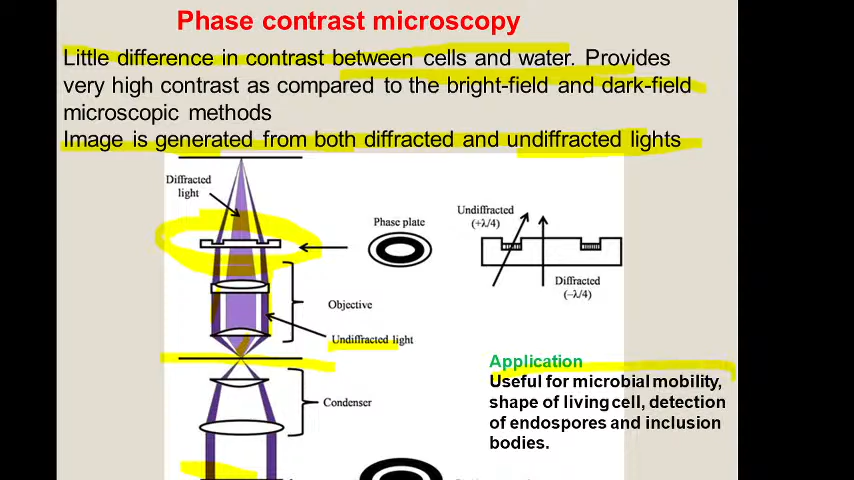 Phase contrast microscopy
Little difference in contrast between cells and water. Provides
very high contrast as compared to the bright-field and dark-field
microscopic methods
Image is generated from both diffracted and undiffracted lights
Diffracted
light
Phase plate
Undiffracted
(+λ/4)
Diffracted
(−λ/4)
Objective
Undiffracted light
Condenser
Application
Useful for microbial mobility,
shape of living cell, detection
of endospores and inclusion
bodies.